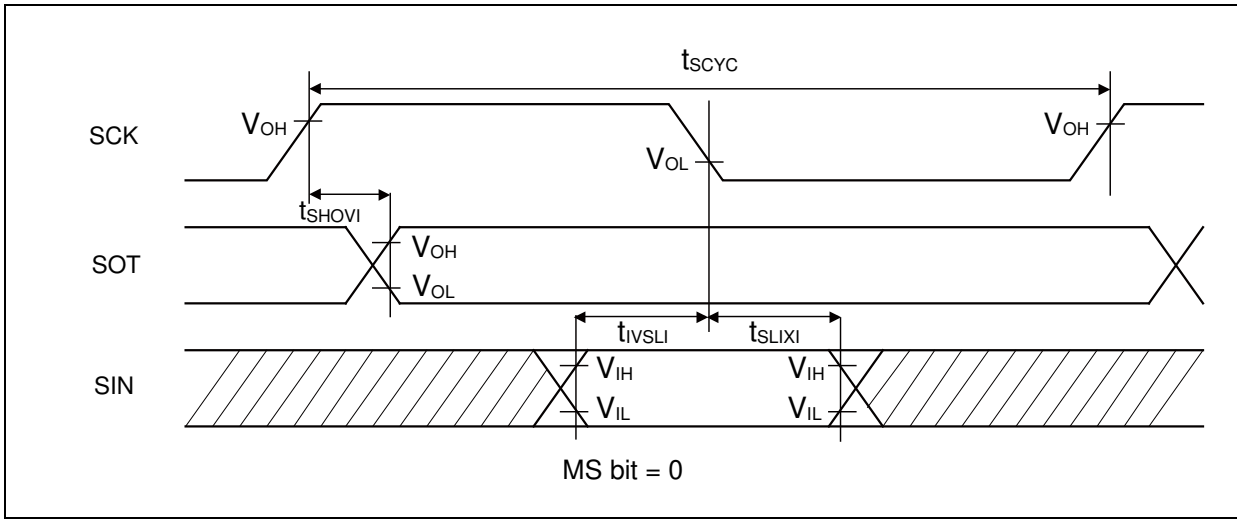 tSCYC
SCK
VOH
VOL
VOH
tSHOVI
SOT
VOH
VOL
tIVSLI
tSLIXI
SIN
VIH
VIL
VIH
VIL
MS bit = 0